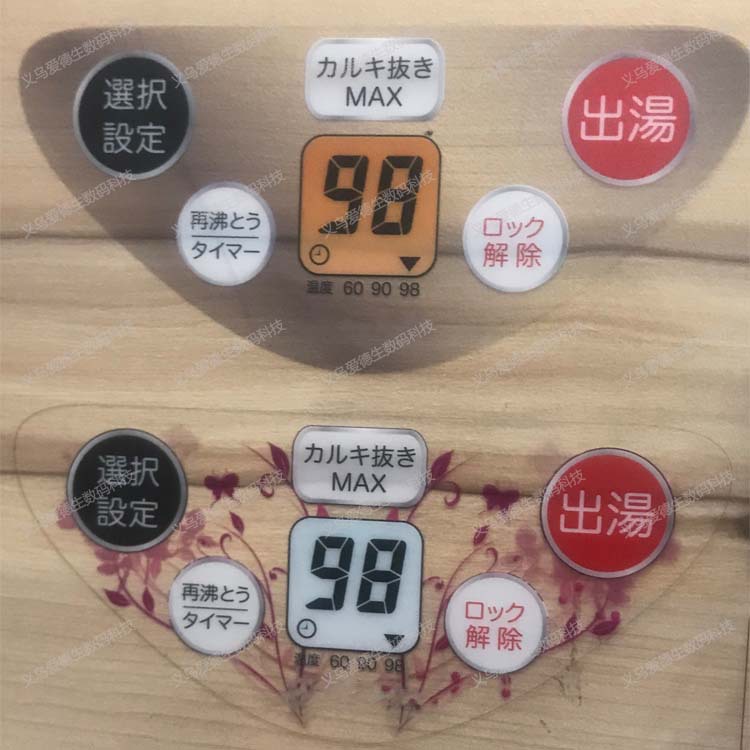 選択
設定
カルキ抜き
MAX
出湯
再沸とう
タイマー
98
ロック
解除
温度 60 90 98
選択
設定
カルキ抜き
MAX
出湯
再沸とう
タイマー
98
ロック
解除
温度 60 90 98
义乌爱德生数码科技